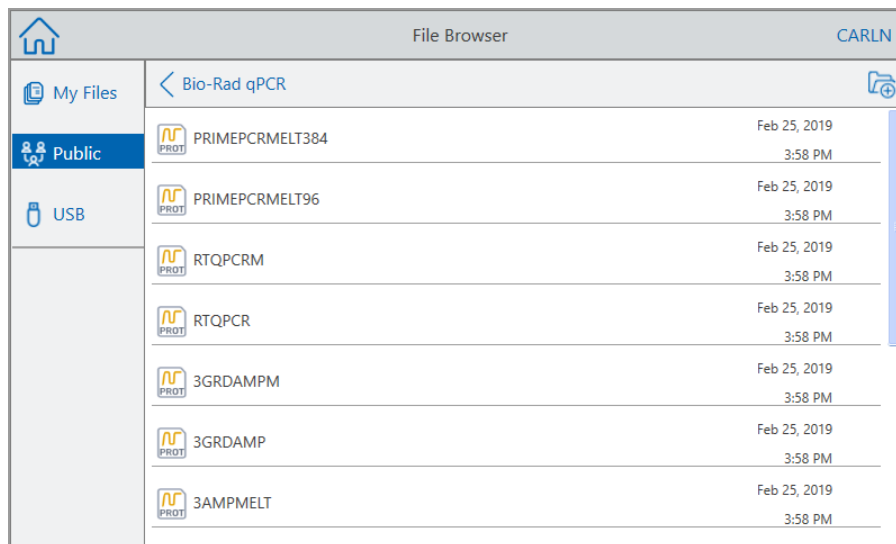 File Browser
CARLN
My Files
Public
USB
Bio-Rad qPCR
PROT
PRIMEPCRMELT384
Feb 25, 2019
3:58 PM
PROT
PRIMEPCRMELT96
Feb 25, 2019
3:58 PM
PROT
RTQPCRM
Feb 25, 2019
3:58 PM
PROT
RTQPCR
Feb 25, 2019
3:58 PM
PROT
3GRDAMPM
Feb 25, 2019
3:58 PM
PROT
3GRDAMP
Feb 25, 2019
3:58 PM
PROT
3AMPMELT
Feb 25, 2019
3:58 PM